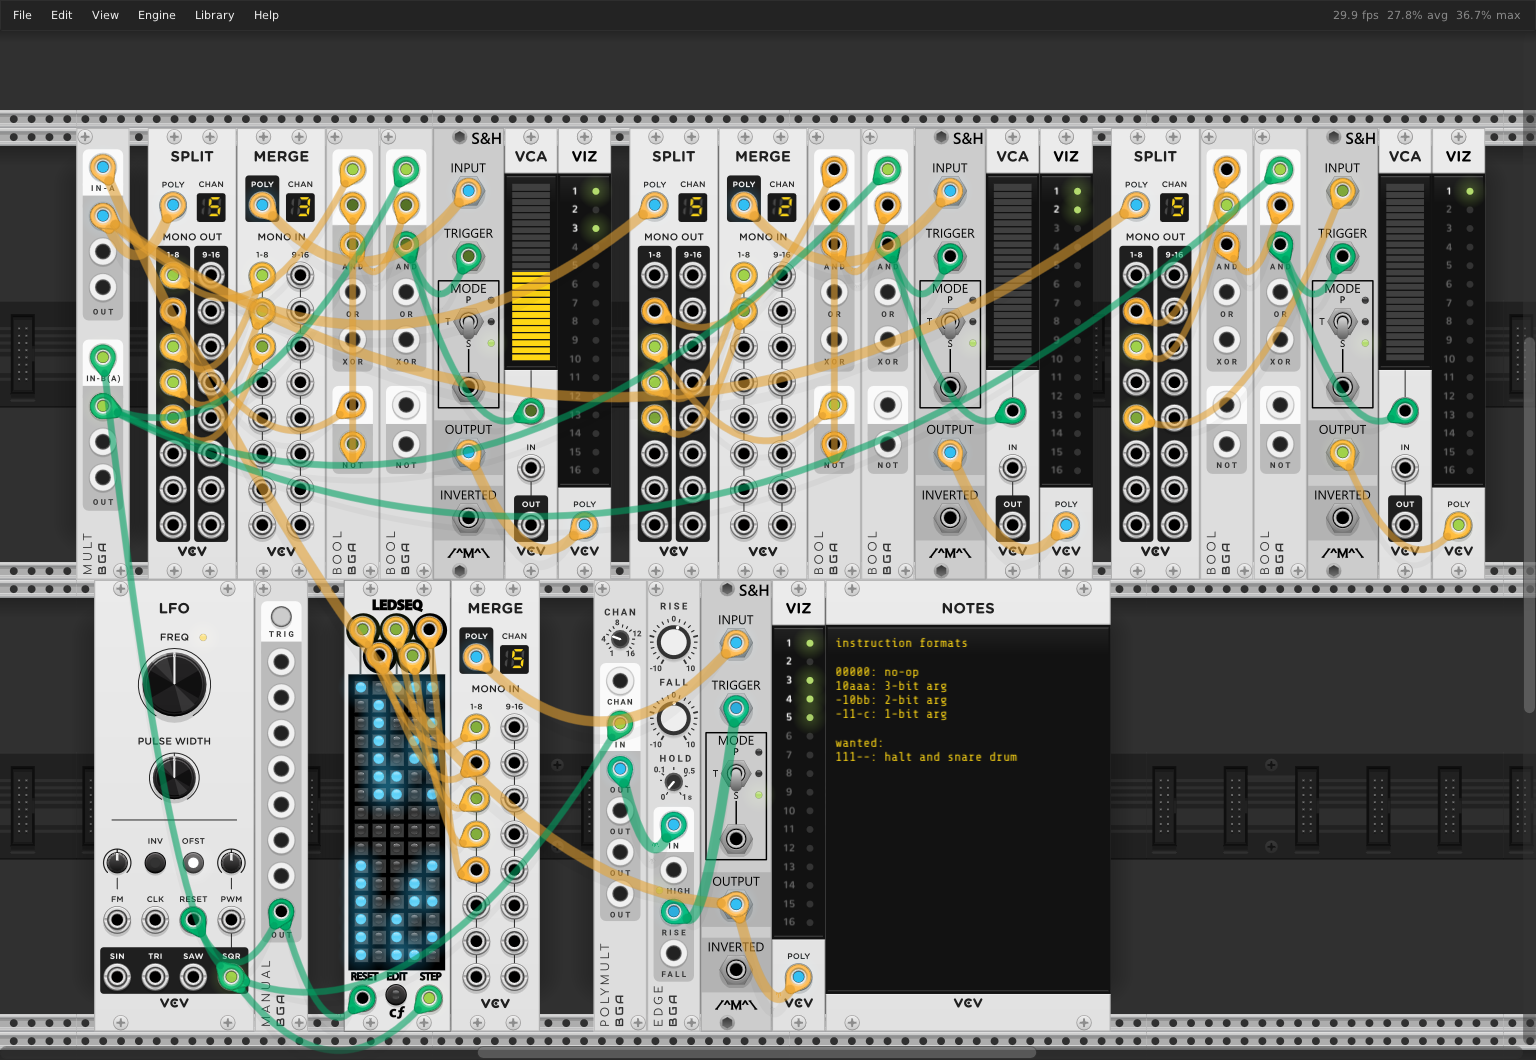 File Edit View Engine Library Help
29.9 fps 27.8% avg 36.7% max
IN-A
OUT
IN-B(A)
OUT
MULT
BGA
SPLIT
POLY CHAN
5
MONO OUT
1-8 9-16
VCV
MERGE
POLY CHAN
3
MONO IN
1-8 9-16
VCV
AND
OR
XOR
NOT
BOOL
BGA
AND
OR
XOR
NOT
BOOL
BGA
S&H
INPUT
TRIGGER
MODE
P
T
S
OUTPUT
INVERTED
VCA
IN
OUT
VCV
VIZ
1
2
3
4
5
6
7
8
9
10
11
12
13
14
15
16
POLY
VCV
SPLIT
POLY CHAN
5
MONO OUT
1-8 9-16
VCV
MERGE
POLY CHAN
2
MONO IN
1-8 9-16
VCV
AND
OR
XOR
NOT
BOOL
BGA
AND
OR
XOR
NOT
BOOL
BGA
S&H
INPUT
TRIGGER
MODE
P
T
S
OUTPUT
INVERTED
VCA
IN
OUT
VCV
VIZ
1
2
3
4
5
6
7
8
9
10
11
12
13
14
15
16
POLY
VCV
SPLIT
POLY CHAN
5
MONO OUT
1-8 9-16
VCV
AND
OR
XOR
NOT
BOOL
BGA
AND
OR
XOR
NOT
BOOL
BGA
S&H
INPUT
TRIGGER
MODE
P
T
S
OUTPUT
INVERTED
VCA
IN
OUT
VCV
VIZ
1
2
3
4
5
6
7
8
9
10
11
12
13
14
15
16
POLY
VCV
LFO
FREQ
PULSE WIDTH
INV OFST
FM CLK RESET PWM
SIN TRI SAW SQR
VCV
TRIG
OUT
MANUAL
BGA
LEDSEQ
RESET EDIT STEP
cf
MERGE
POLY CHAN
5
MONO IN
1-8 9-16
VCV
CHAN
8
4 12
1 16
CHAN
IN
OUT
OUT
OUT
OUT
POLYMULT
BGA
RISE
0
-10 10
FALL
0
-10 10
HOLD
0.1 0.5
0 1s
IN
HIGH
RISE
FALL
EDGE
BGA
S&H
INPUT
TRIGGER
MODE
P
T
S
OUTPUT
INVERTED
VIZ
1
2
3
4
5
6
7
8
9
10
11
12
13
14
15
16
POLY
VCV
NOTES
instruction formats
00000: no-op
10aaa: 3-bit arg
-10bb: 2-bit arg
-11-c: 1-bit arg
wanted:
111--: halt and snare drum
VCV